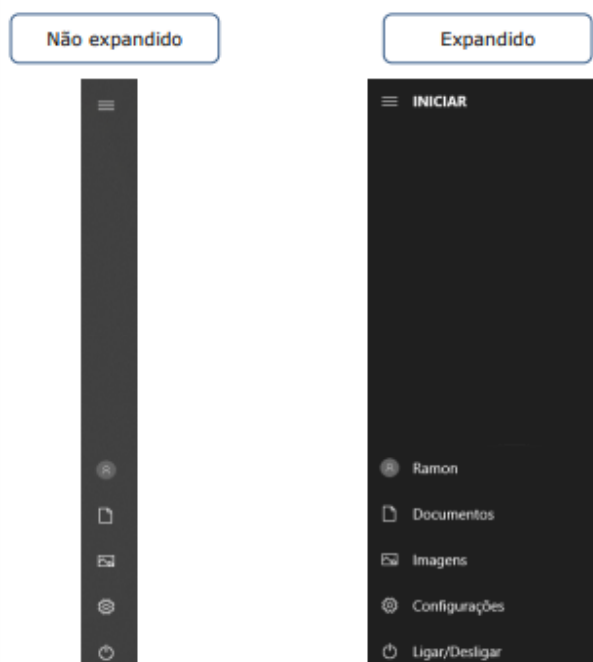 Não expandido
Expandido
INICIAR
Ramon
Documentos
Imagens
Configurações
Ligar/Desligar